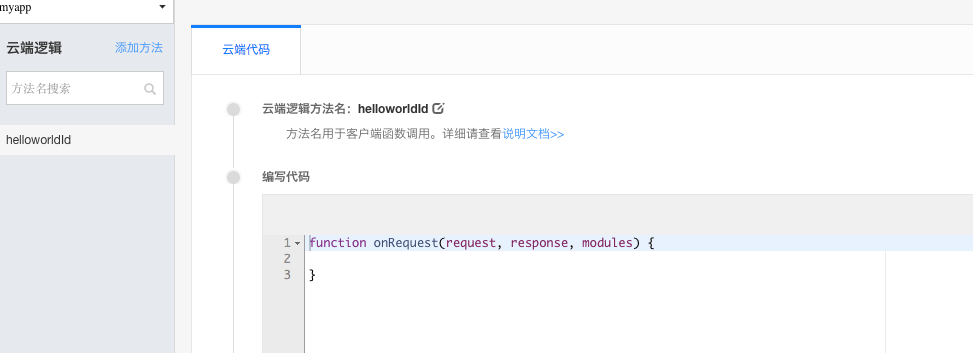 myapp
云端逻辑 添加方法
方法名搜索
helloworldId
云端代码
云端逻辑方法名：helloworldId
方法名用于客户端函数调用。详细请查看说明文档>>
编写代码
1 function onRequest(request, response, modules) {
2
3 }